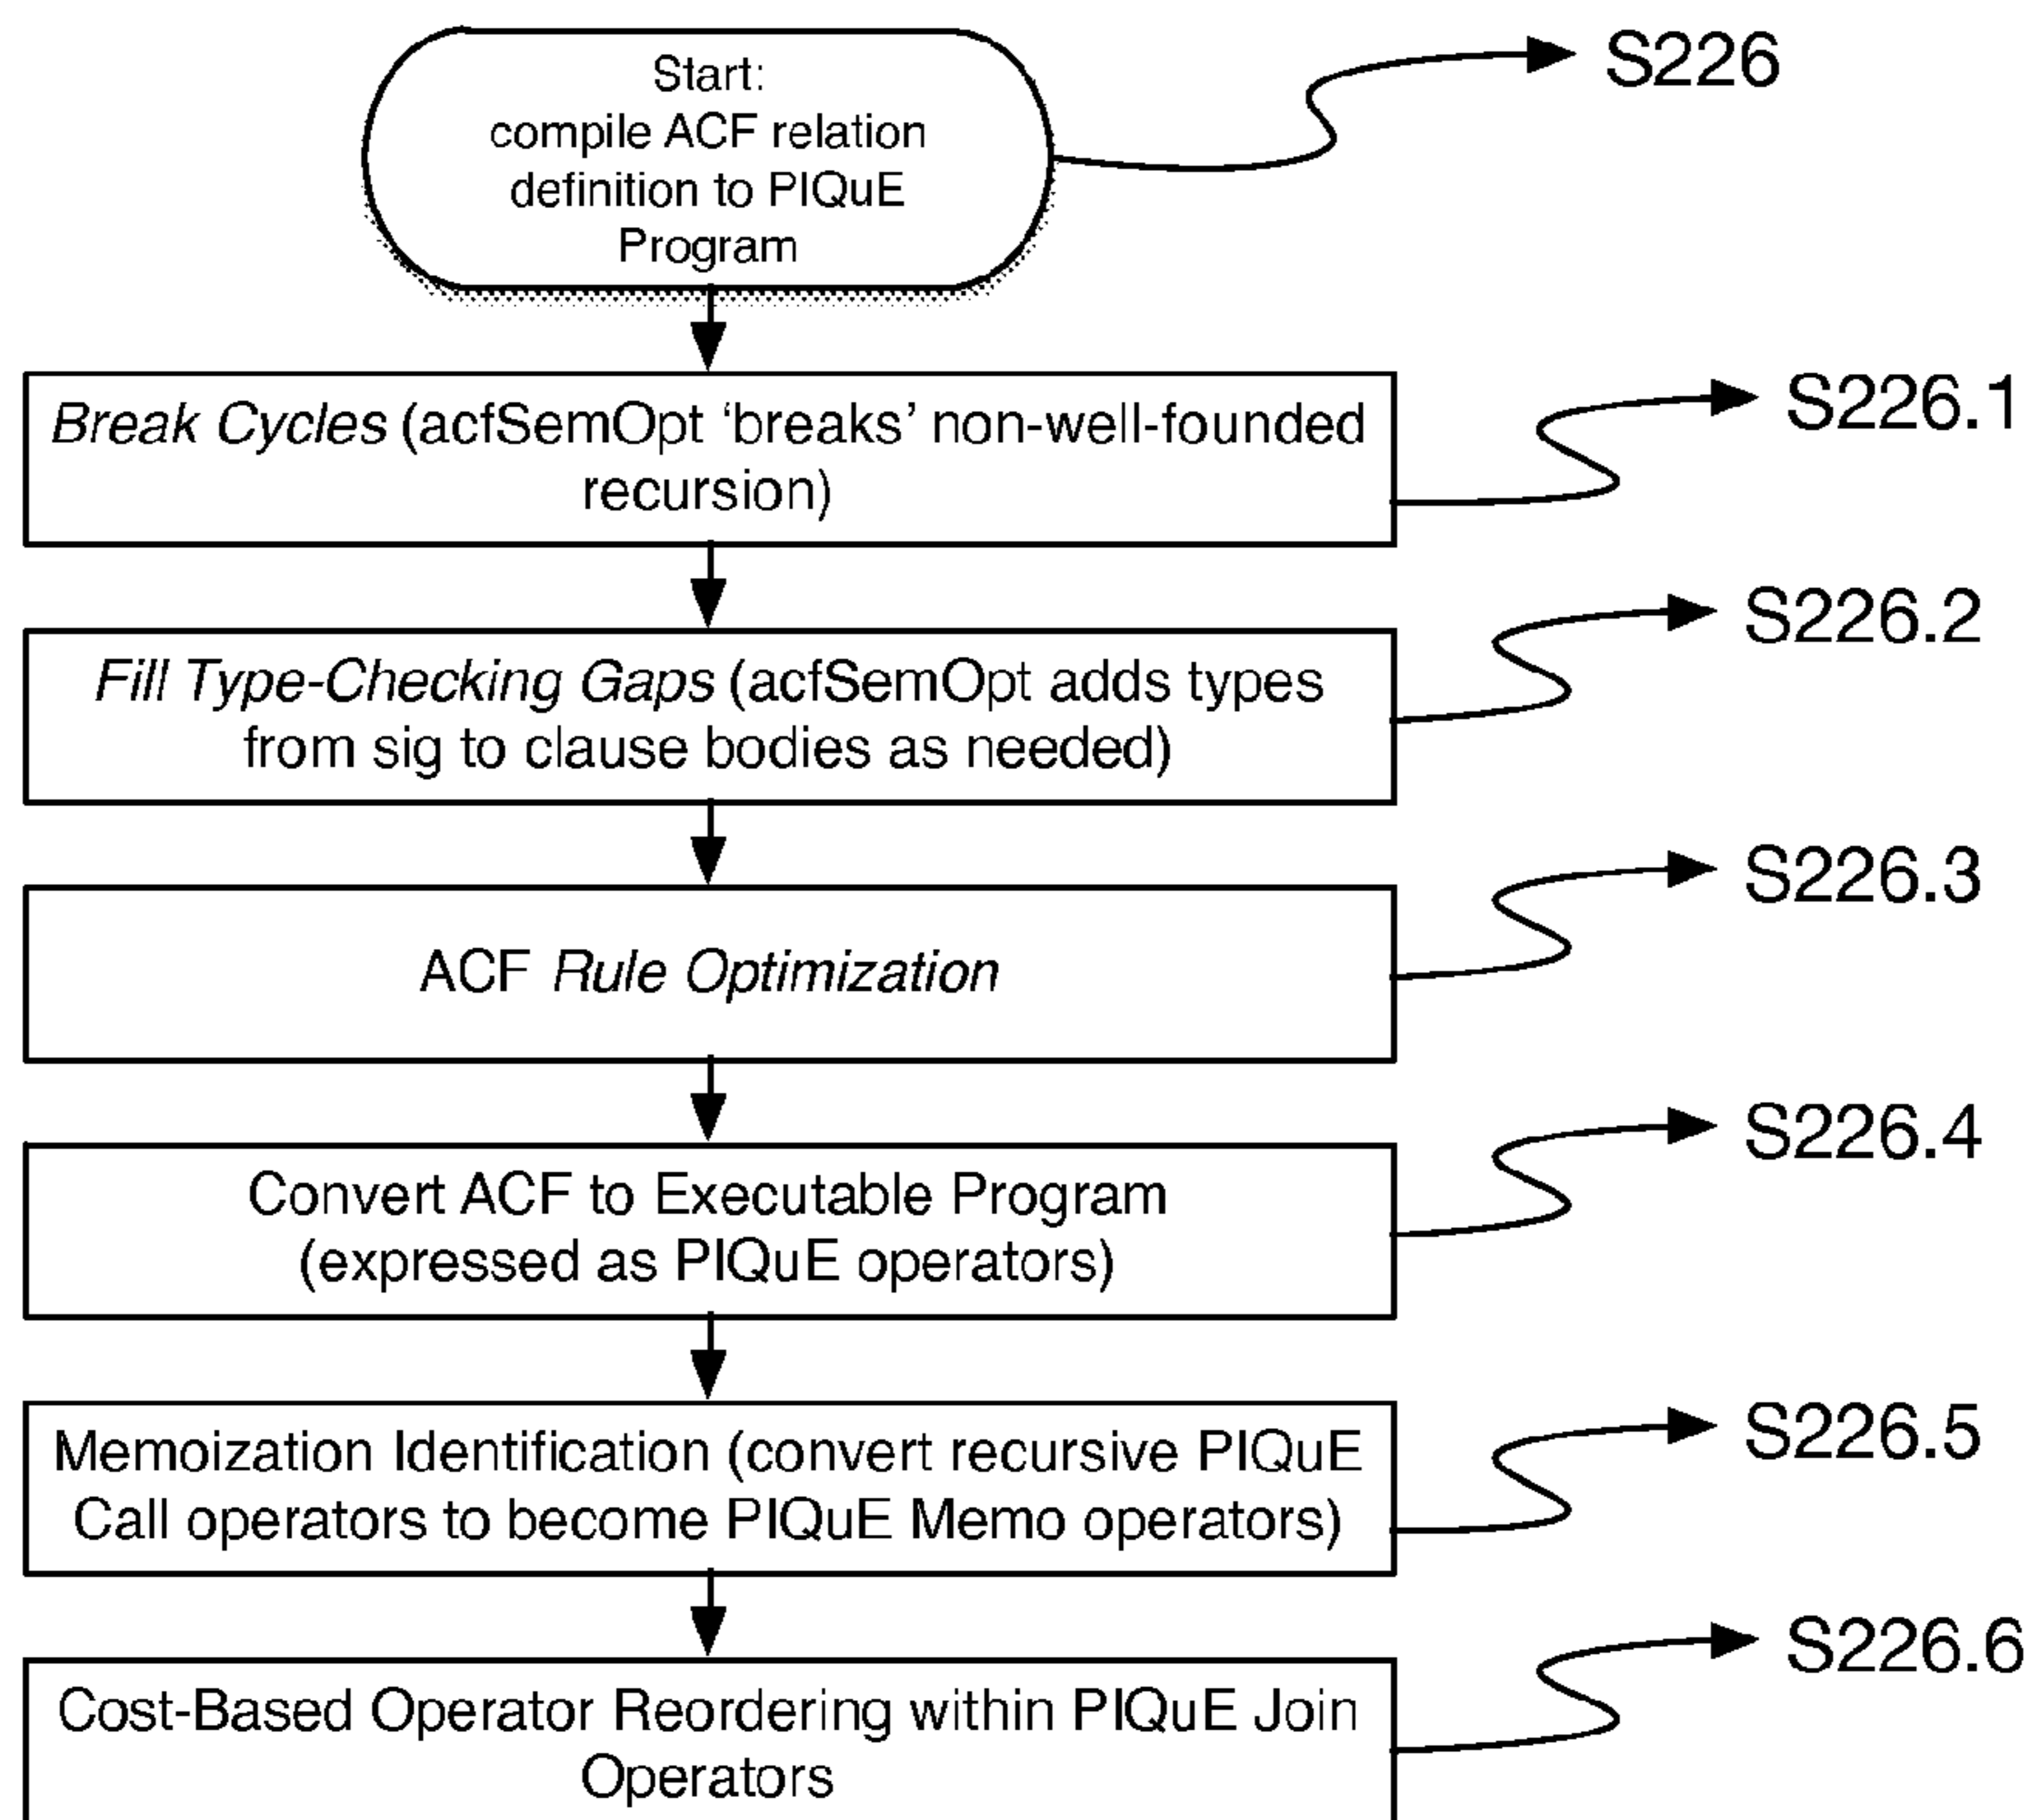 Start:
compile ACF relation
definition to PIQuE
Program
S226
Break Cycles (acfSemOpt ‘breaks’ non-well-founded
recursion)
S226.1
Fill Type-Checking Gaps (acfSemOpt adds types
from sig to clause bodies as needed)
S226.2
ACF Rule Optimization
S226.3
Convert ACF to Executable Program
(expressed as PIQuE operators)
S226.4
Memoization Identification (convert recursive PIQuE
Call operators to become PIQuE Memo operators)
S226.5
Cost-Based Operator Reordering within PIQuE Join
Operators
S226.6